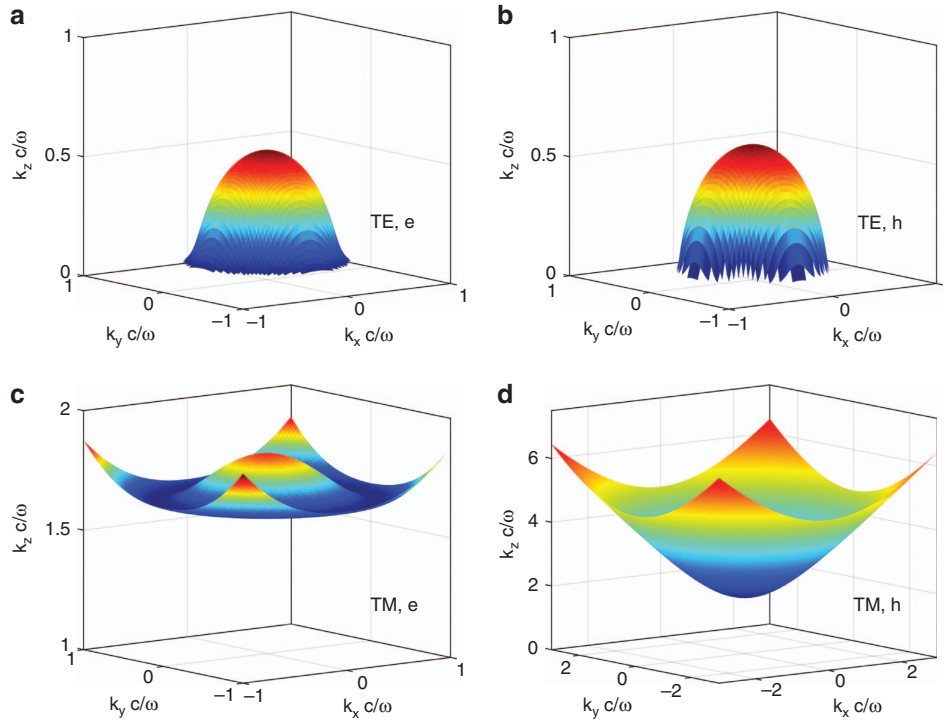 a
1
k_z c/ω
0.5
TE, e
0
1
0
−1
−1
0
1
k_y c/ω
k_x c/ω
b
1
k_z c/ω
0.5
TE, h
0
1
0
−1
−1
0
1
k_y c/ω
k_x c/ω
c
2
k_z c/ω
1.5
TM, e
1
1
0
−1
−1
0
1
k_y c/ω
k_x c/ω
d
6
k_z c/ω
4
2
TM, h
0
2
0
−2
−2
0
2
k_y c/ω
k_x c/ω